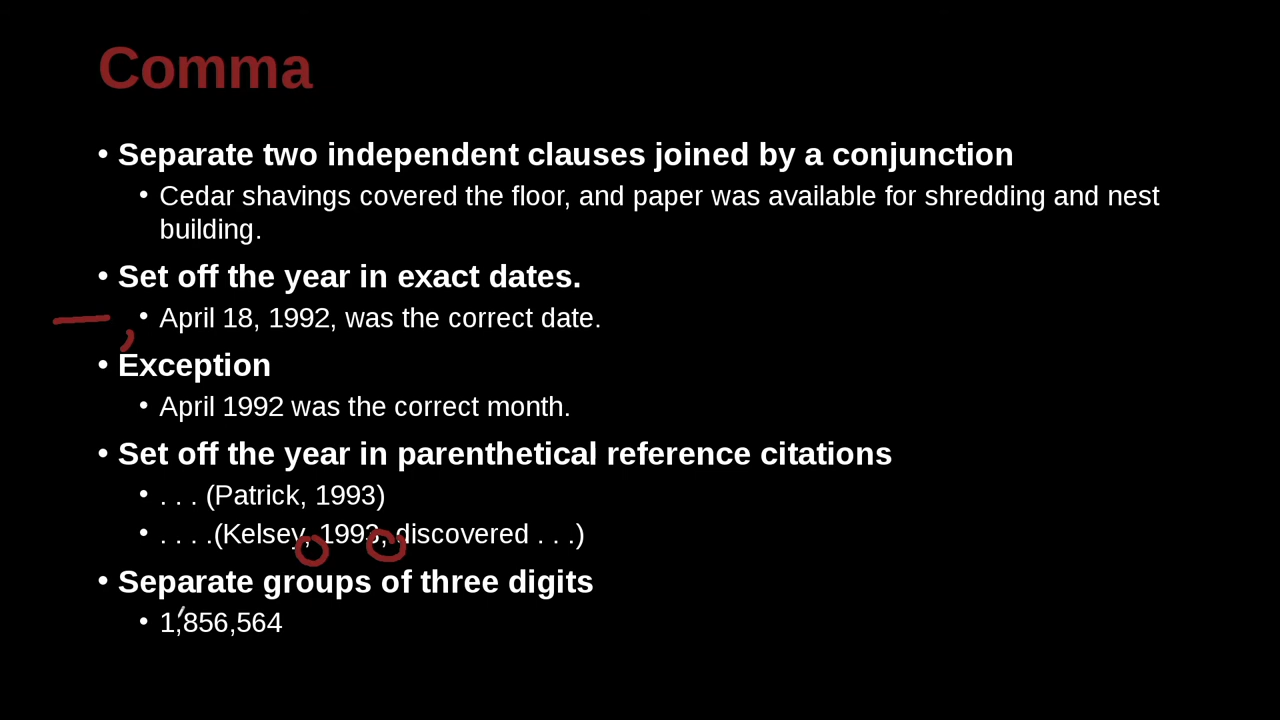 Comma
• Separate two independent clauses joined by a conjunction
• Cedar shavings covered the floor, and paper was available for shredding and nest
building.
• Set off the year in exact dates.
• April 18, 1992, was the correct date.
• Exception
• April 1992 was the correct month.
• Set off the year in parenthetical reference citations
• . . . (Patrick, 1993)
• . . . .(Kelsey, 1993, discovered . . .)
• Separate groups of three digits
• 1,856,564